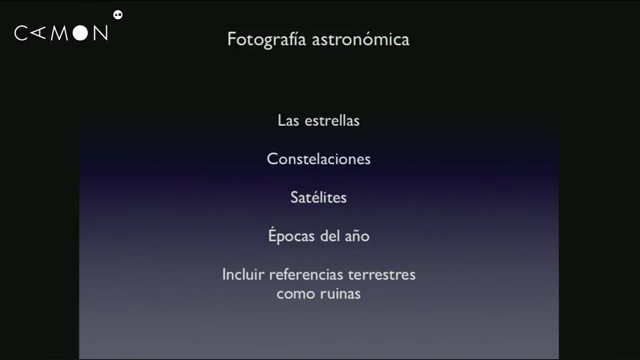 CAMON
Fotografía astronómica
Las estrellas
Constelaciones
Satélites
Épocas del año
Incluir referencias terrestres
como ruinas